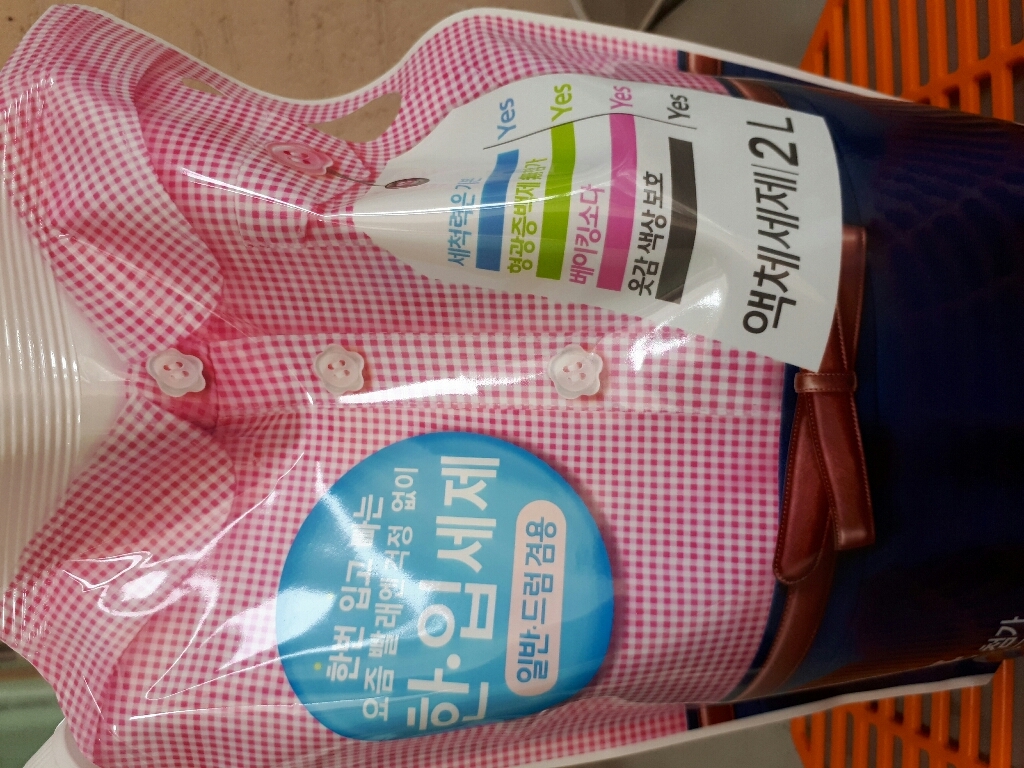 한번 입고 빠는
요즘 빨래엔 걱정 없이
한.입 세제
일반·드럼 겸용
세척력은 기본 Yes
형광증백제 無첨가 Yes
베이킹소다 Yes
옷감 색상 보호 Yes
액체세제 2L
첨가